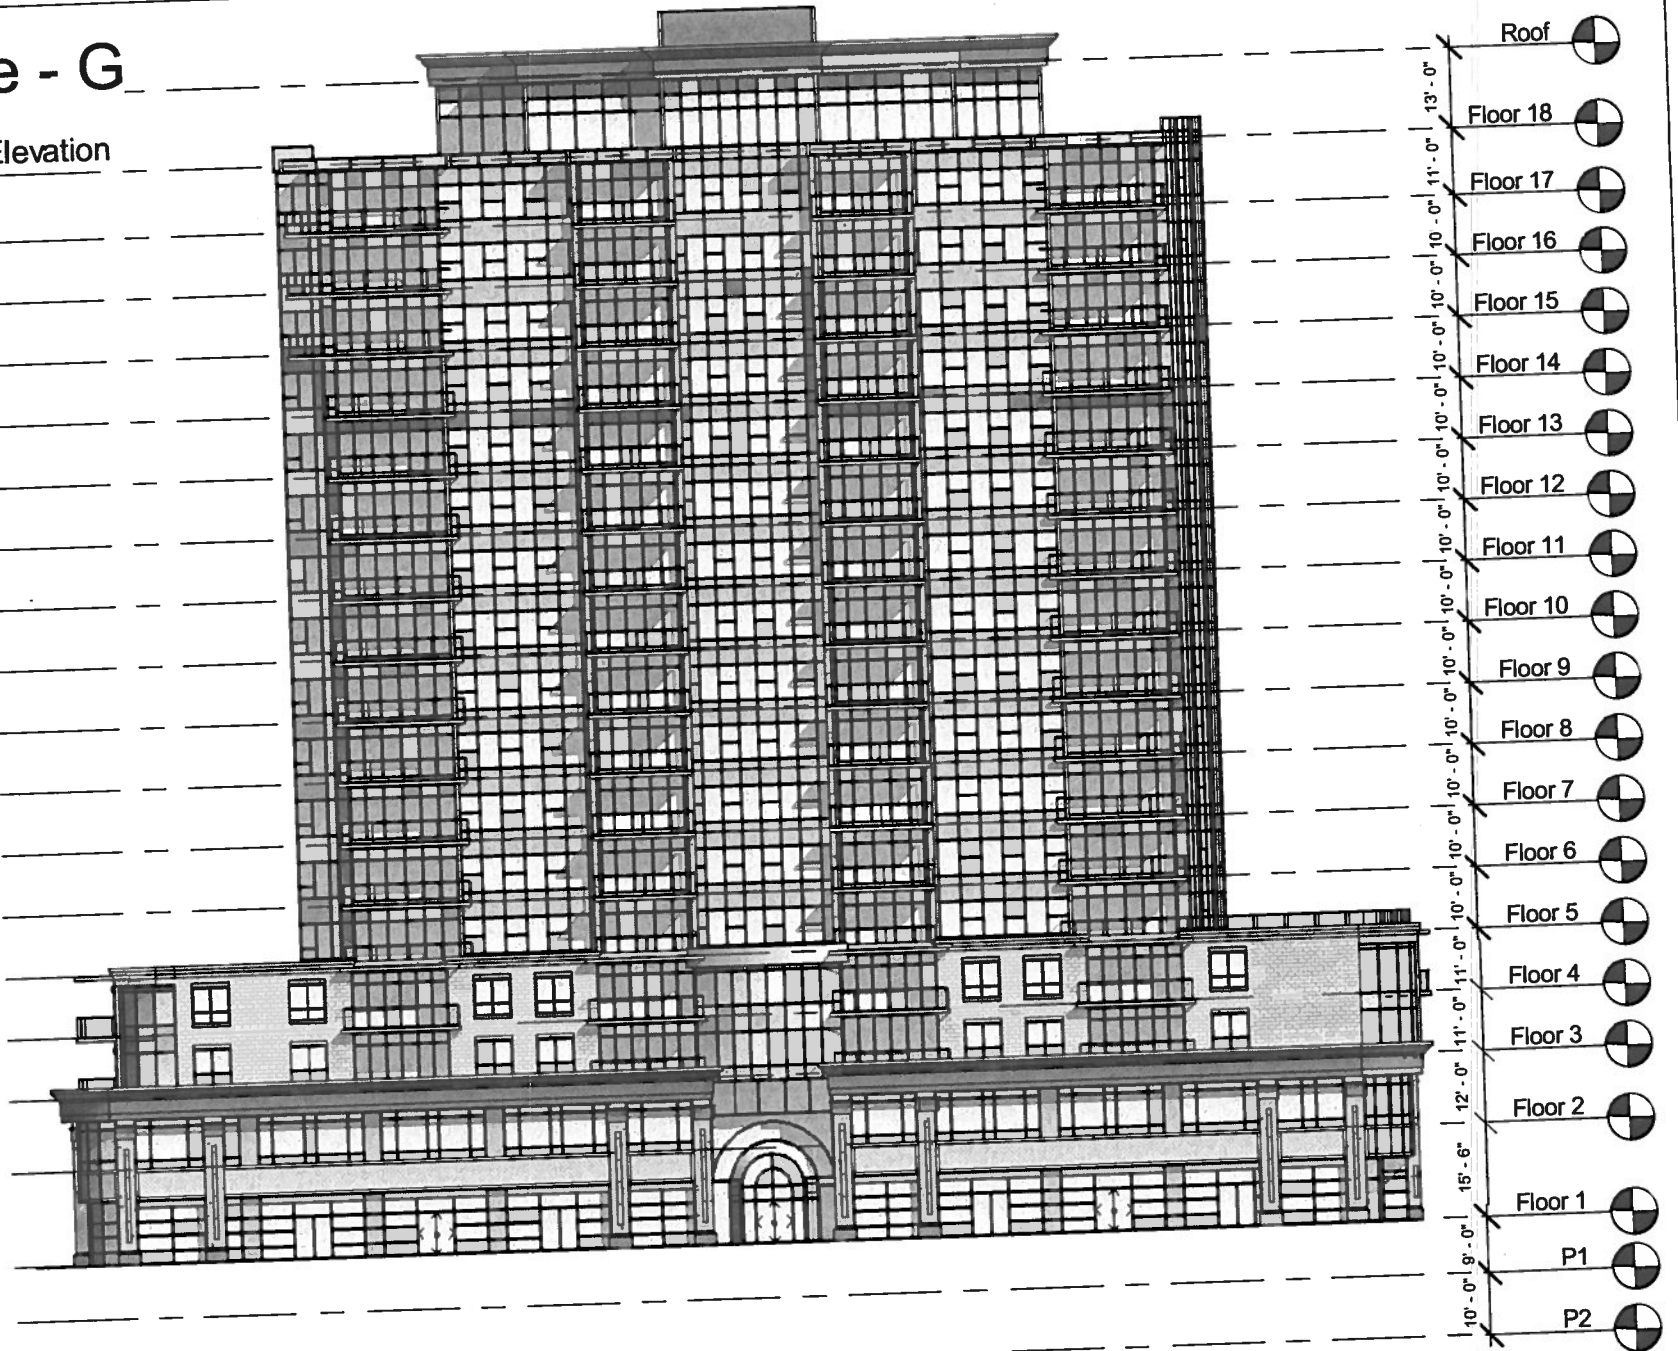 e - G
Elevation
Roof
13' - 0"
Floor 18
11' - 0"
Floor 17
10' - 0"
Floor 16
10' - 0"
Floor 15
10' - 0"
Floor 14
10' - 0"
Floor 13
10' - 0"
Floor 12
10' - 0"
Floor 11
10' - 0"
Floor 10
10' - 0"
Floor 9
10' - 0"
Floor 8
10' - 0"
Floor 7
10' - 0"
Floor 6
10' - 0"
Floor 5
11' - 0"
Floor 4
11' - 0"
Floor 3
12' - 0"
Floor 2
15' - 6"
Floor 1
9' - 0"
P1
10' - 0"
P2